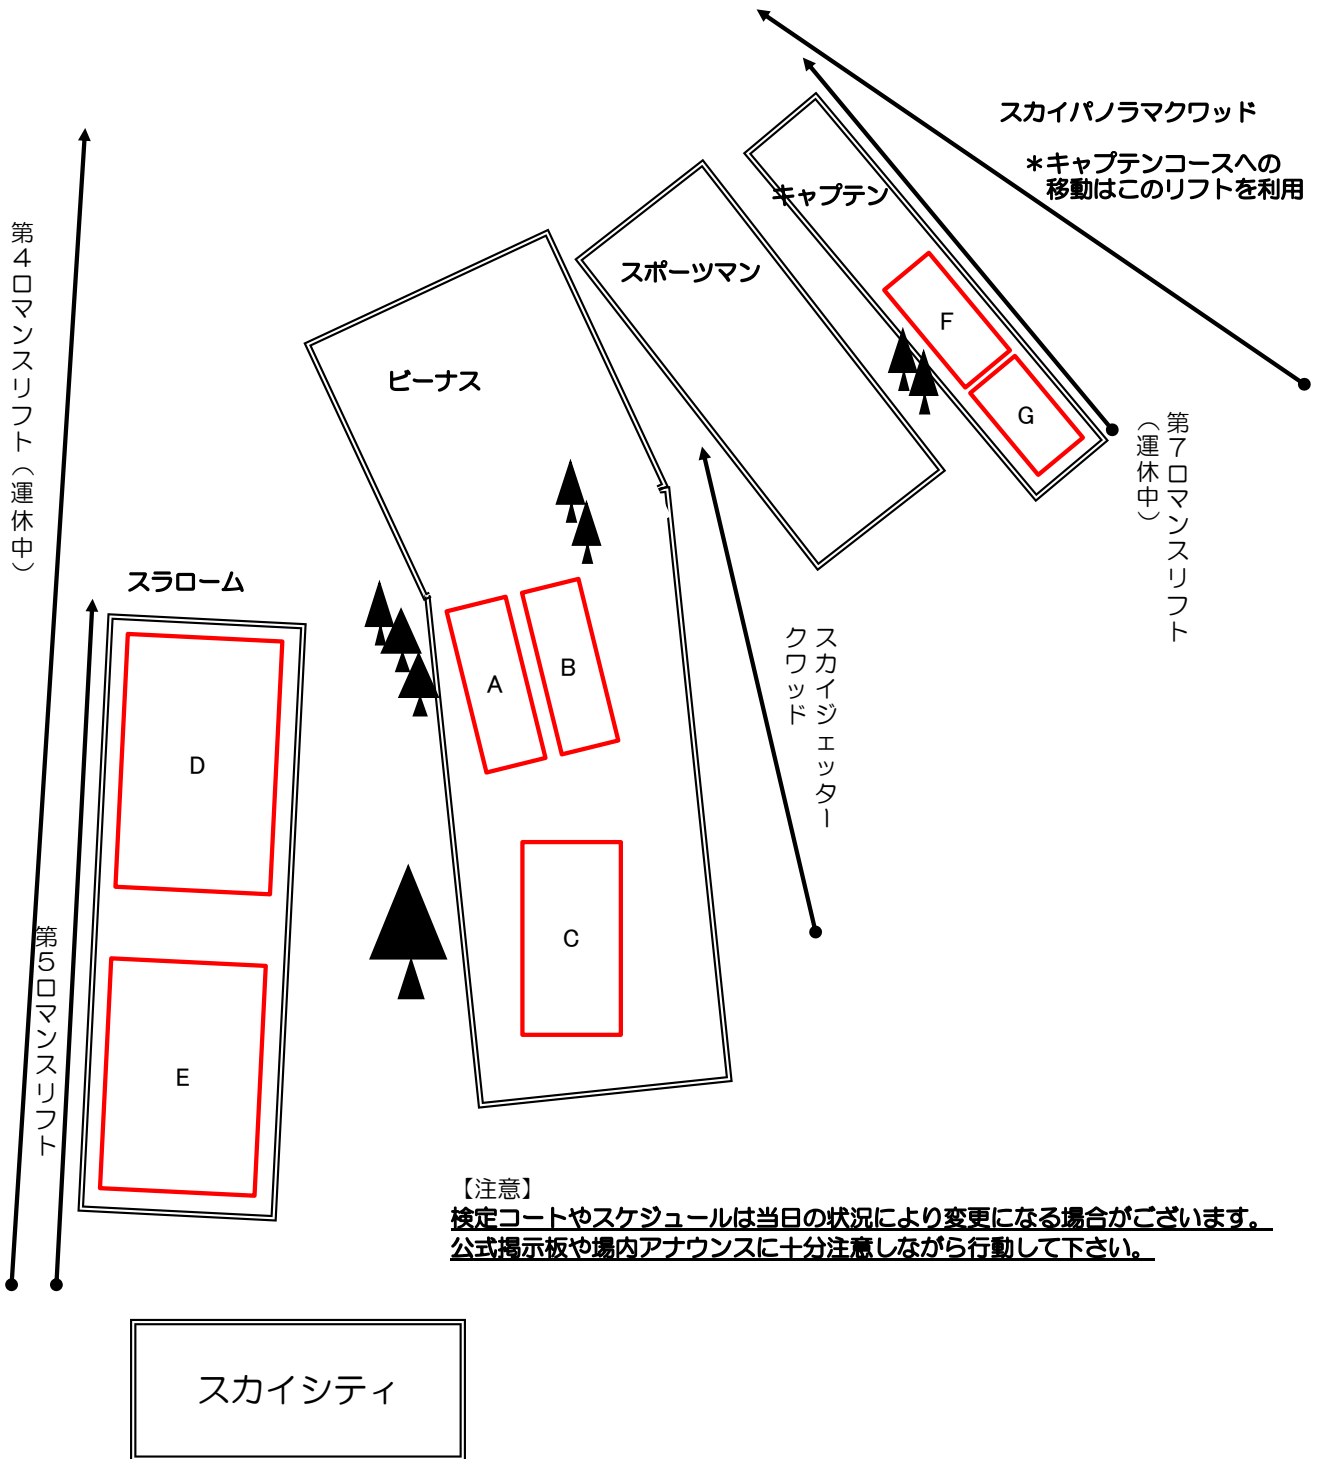 スカイパノラマクワッド
＊キャプテンコースへの
移動はこのリフトを利用
キャプテン
スポーツマン
ビーナス
スラローム
第４ロマンスリフト（運休中）
第５ロマンスリフト
第７ロマンスリフト
（運休中）
スカイジェッター
クワッド
F
G
A
B
D
C
E
【注意】
検定コートやスケジュールは当日の状況により変更になる場合がございます。
公式掲示板や場内アナウンスに十分注意しながら行動して下さい。
スカイシティ